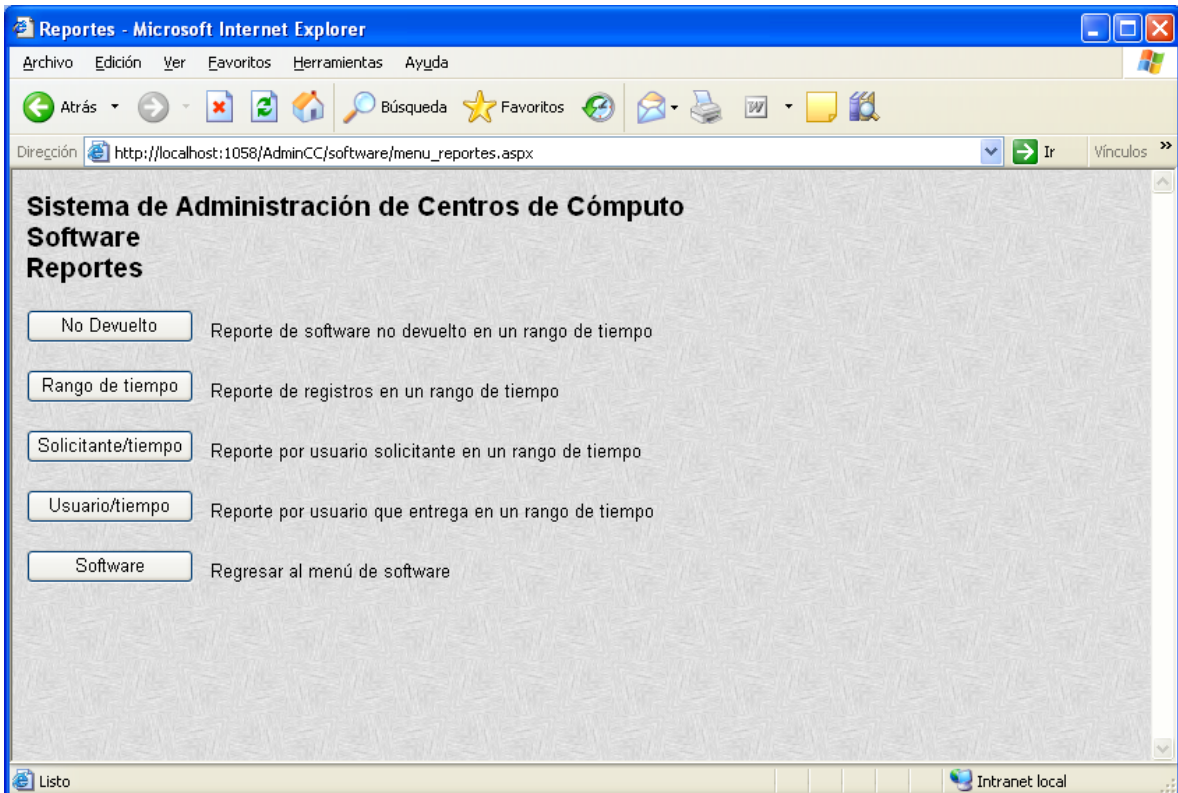 Reportes - Microsoft Internet Explorer
Archivo Edición Ver Favoritos Herramientas Ayuda
Atrás Búsqueda Favoritos
Dirección http://localhost:1058/AdminCC/software/menu_reportes.aspx Ir Vínculos »
Sistema de Administración de Centros de Cómputo
Software
Reportes
No Devuelto Reporte de software no devuelto en un rango de tiempo
Rango de tiempo Reporte de registros en un rango de tiempo
Solicitante/tiempo Reporte por usuario solicitante en un rango de tiempo
Usuario/tiempo Reporte por usuario que entrega en un rango de tiempo
Software Regresar al menú de software
Listo Intranet local